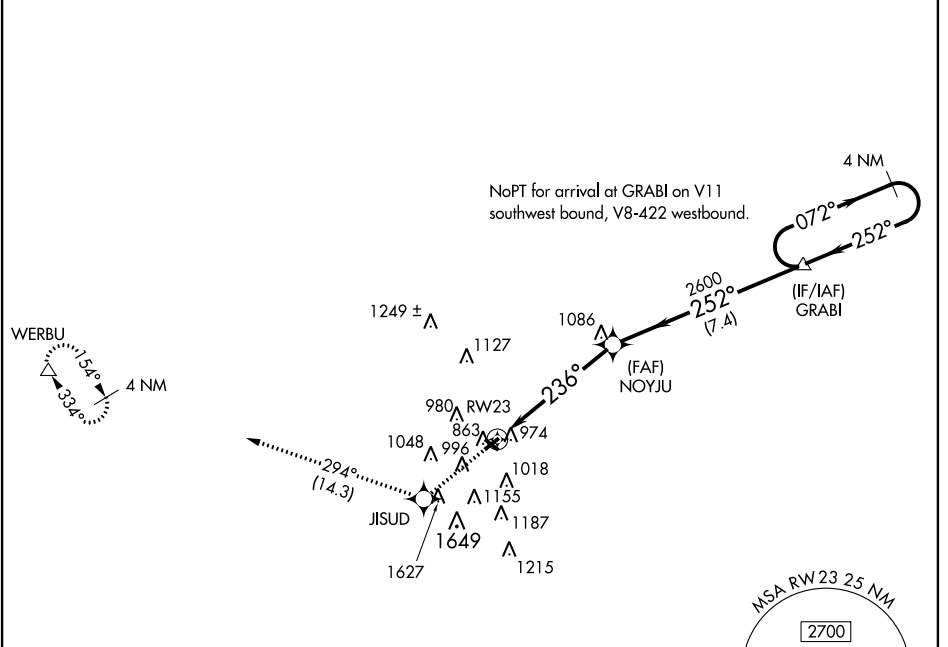 4 NM
NoPT for arrival at GRABI on V11
southwest bound, V8-422 westbound.
072°
252°
(IF/IAF)
GRABI
2600
252°
(7.4)
1249 ±
1086
1127
(FAF)
NOYJU
WERBU
154°
334°
4 NM
236°
980
RW23
863
974
1048
996
1018
294°
(14.3)
JISUD
1155
1187
1649
1627
1215
MSA RW23 25 NM
2700